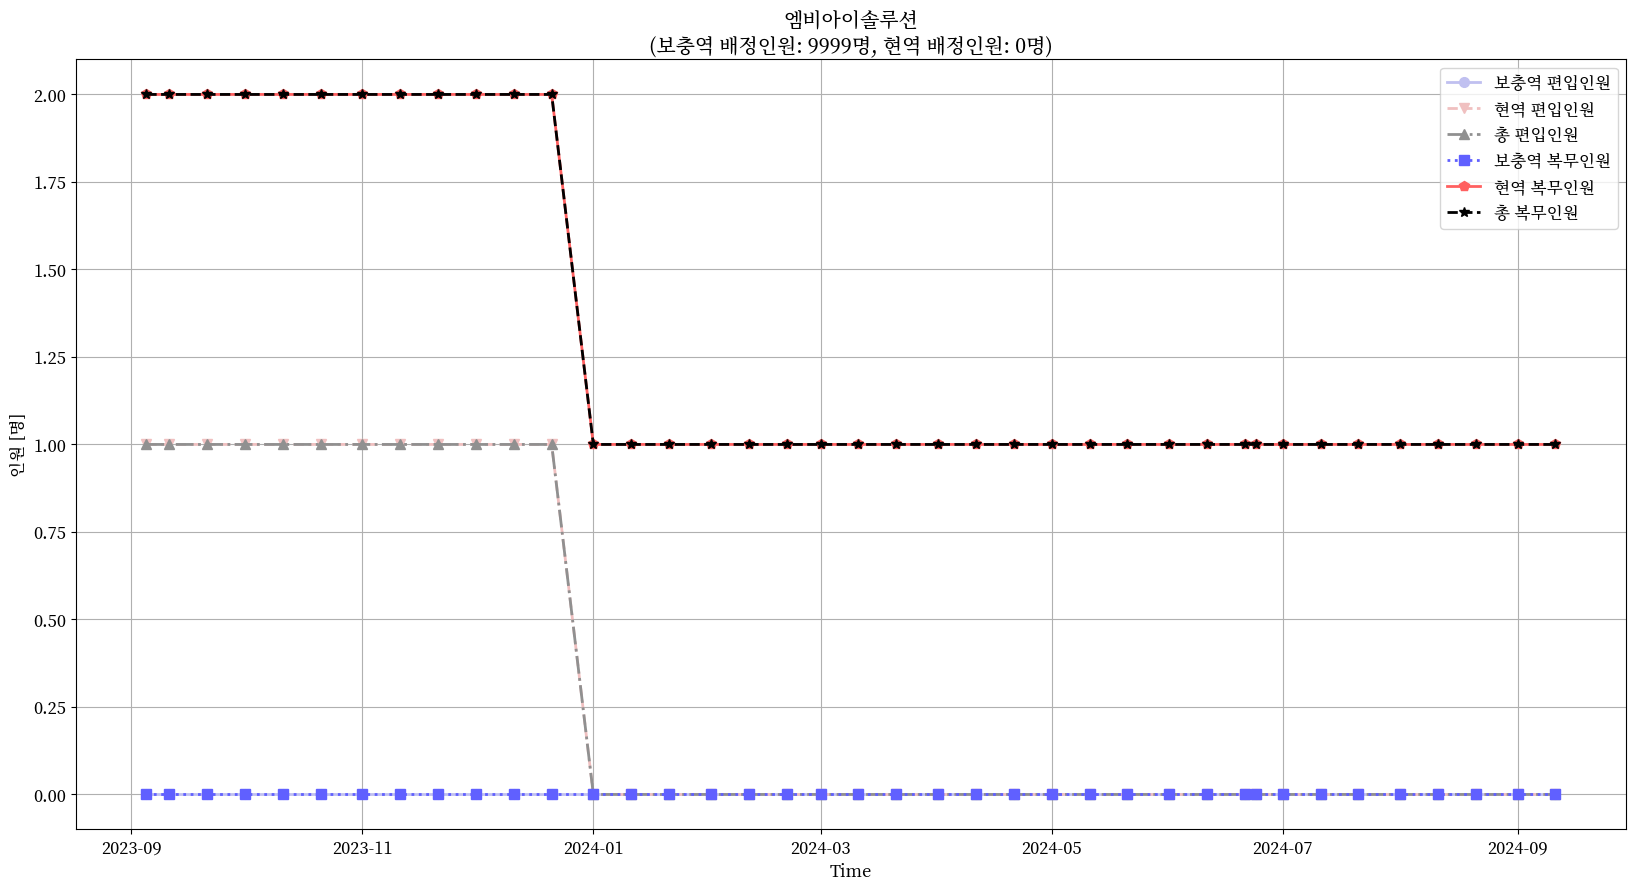 엠비아이솔루션
(보충역 배정인원: 9999명, 현역 배정인원: 0명)
보충역 편입인원
현역 편입인원
총 편입인원
보충역 복무인원
현역 복무인원
총 복무인원
2.00
1.75
1.50
1.25
1.00
0.75
0.50
0.25
0.00
인원 [명]
2023-09 2023-11 2024-01 2024-03 2024-05 2024-07 2024-09
Time